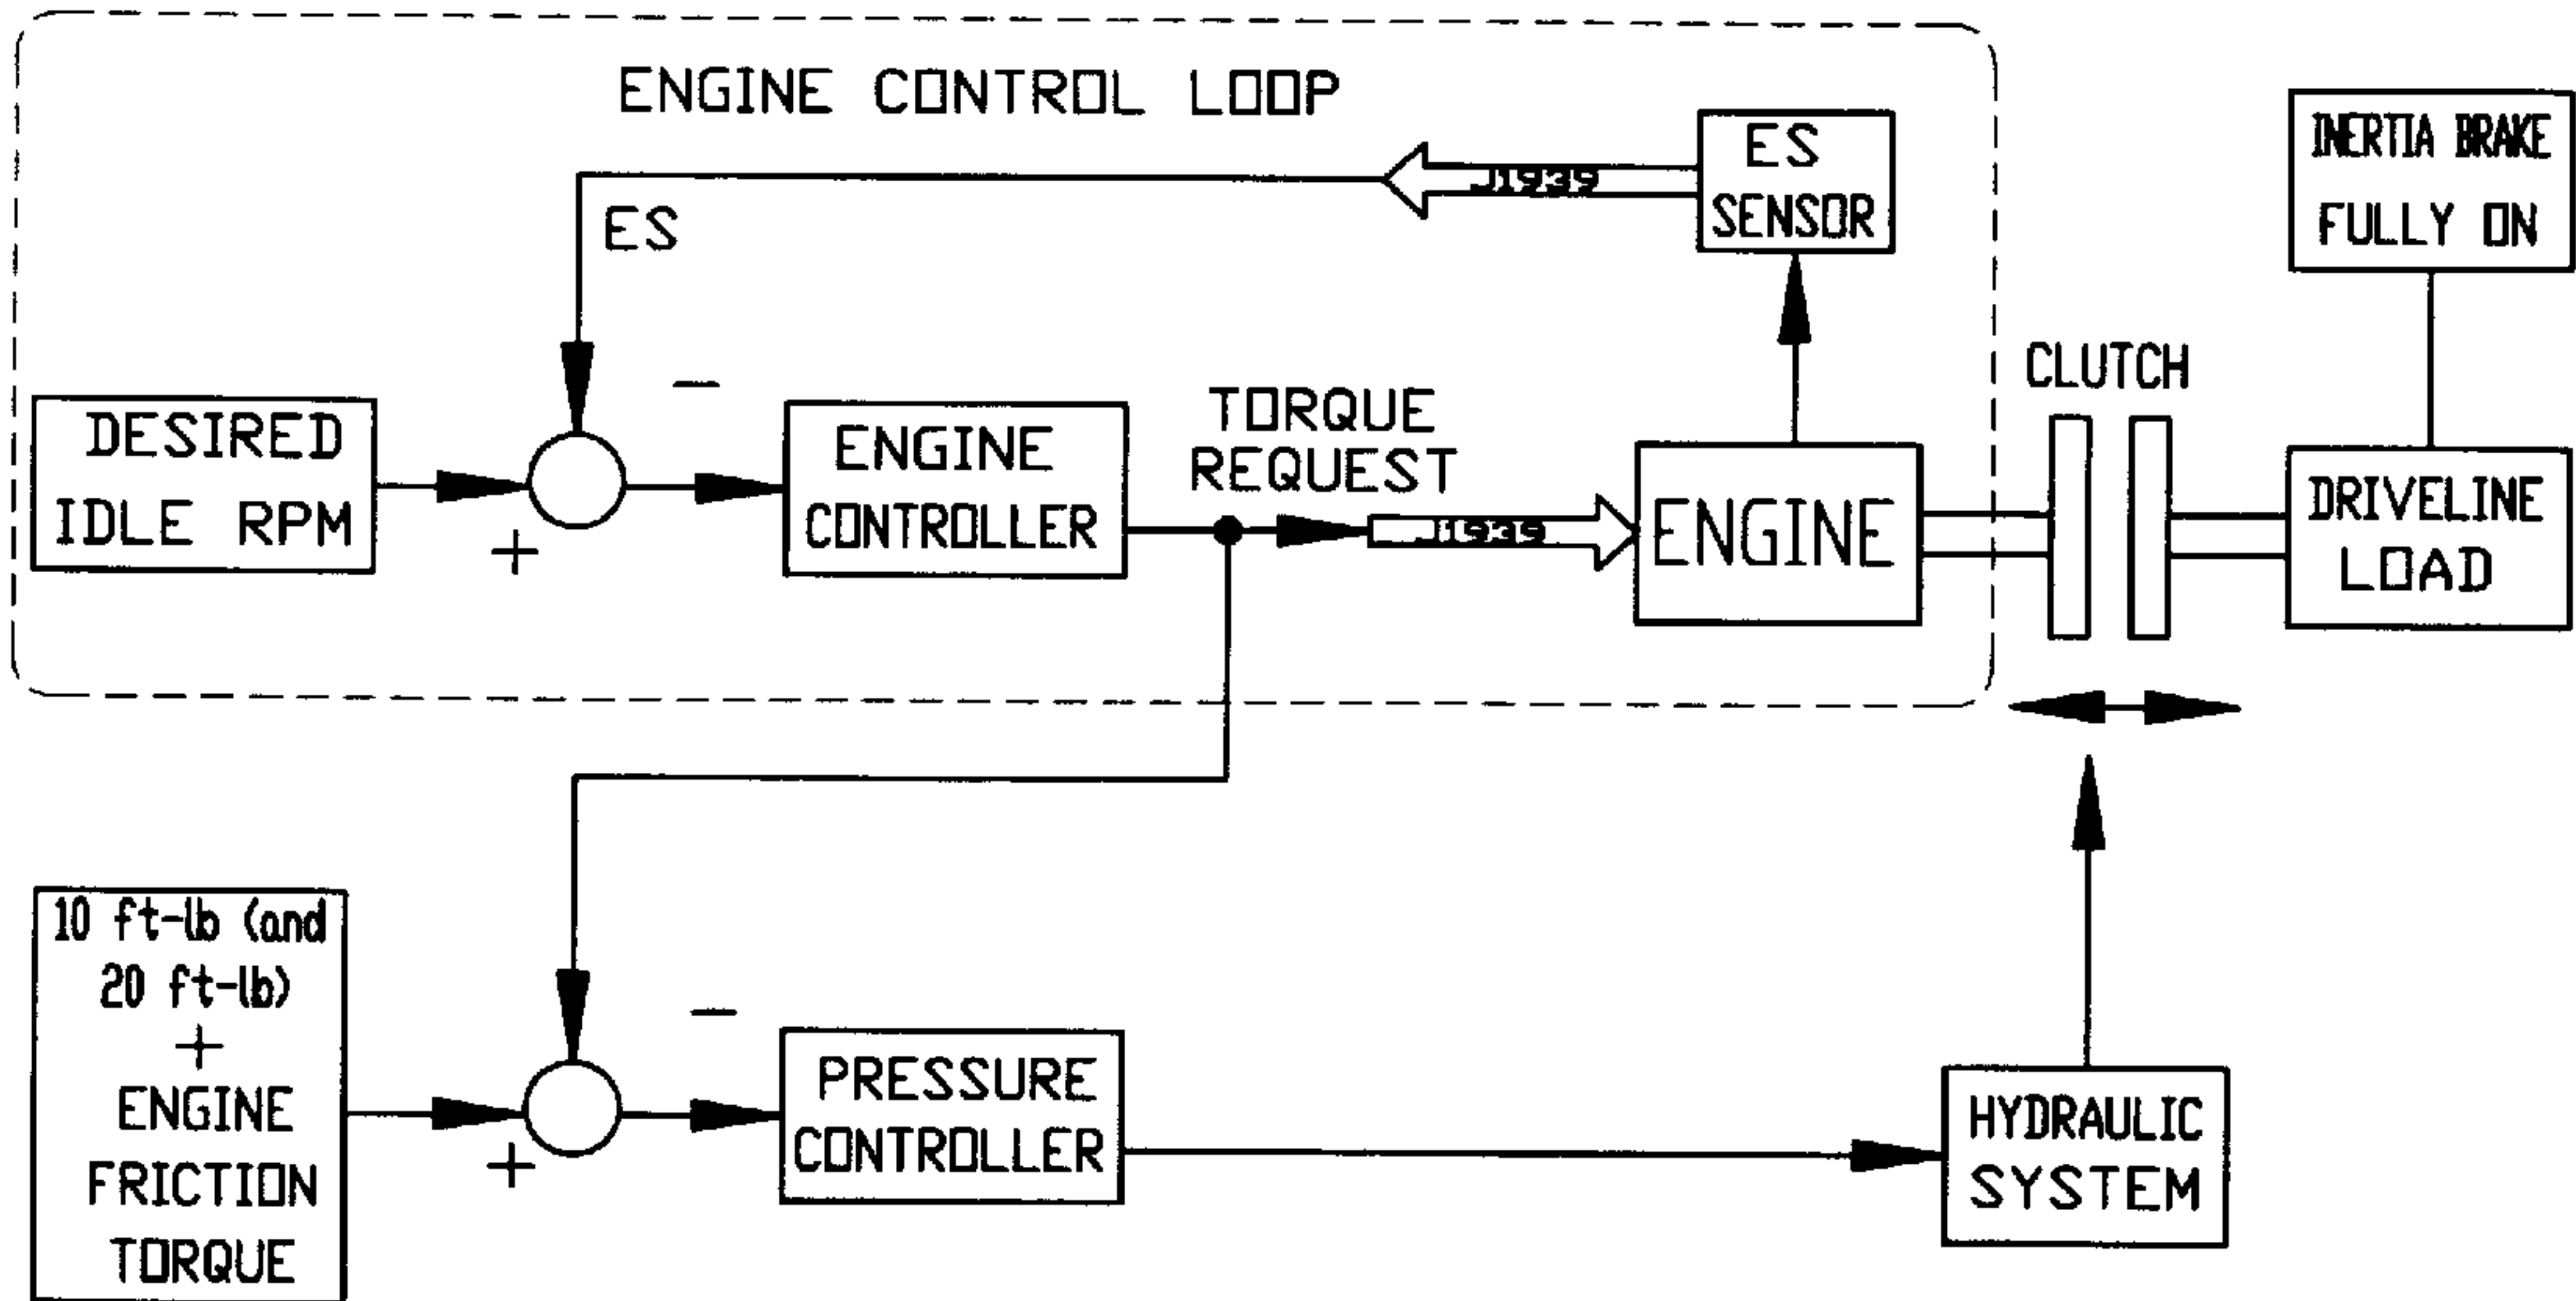 ENGINE CONTROL LOOP
ES
SENSOR
J1939
ES
INERTIA BRAKE
FULLY ON
CLUTCH
DESIRED
IDLE RPM
+
−
ENGINE
CONTROLLER
TORQUE
REQUEST
J1939
ENGINE
DRIVELINE
LOAD
10 ft-lb (and
20 ft-lb)
+
ENGINE
FRICTION
TORQUE
+
−
PRESSURE
CONTROLLER
HYDRAULIC
SYSTEM